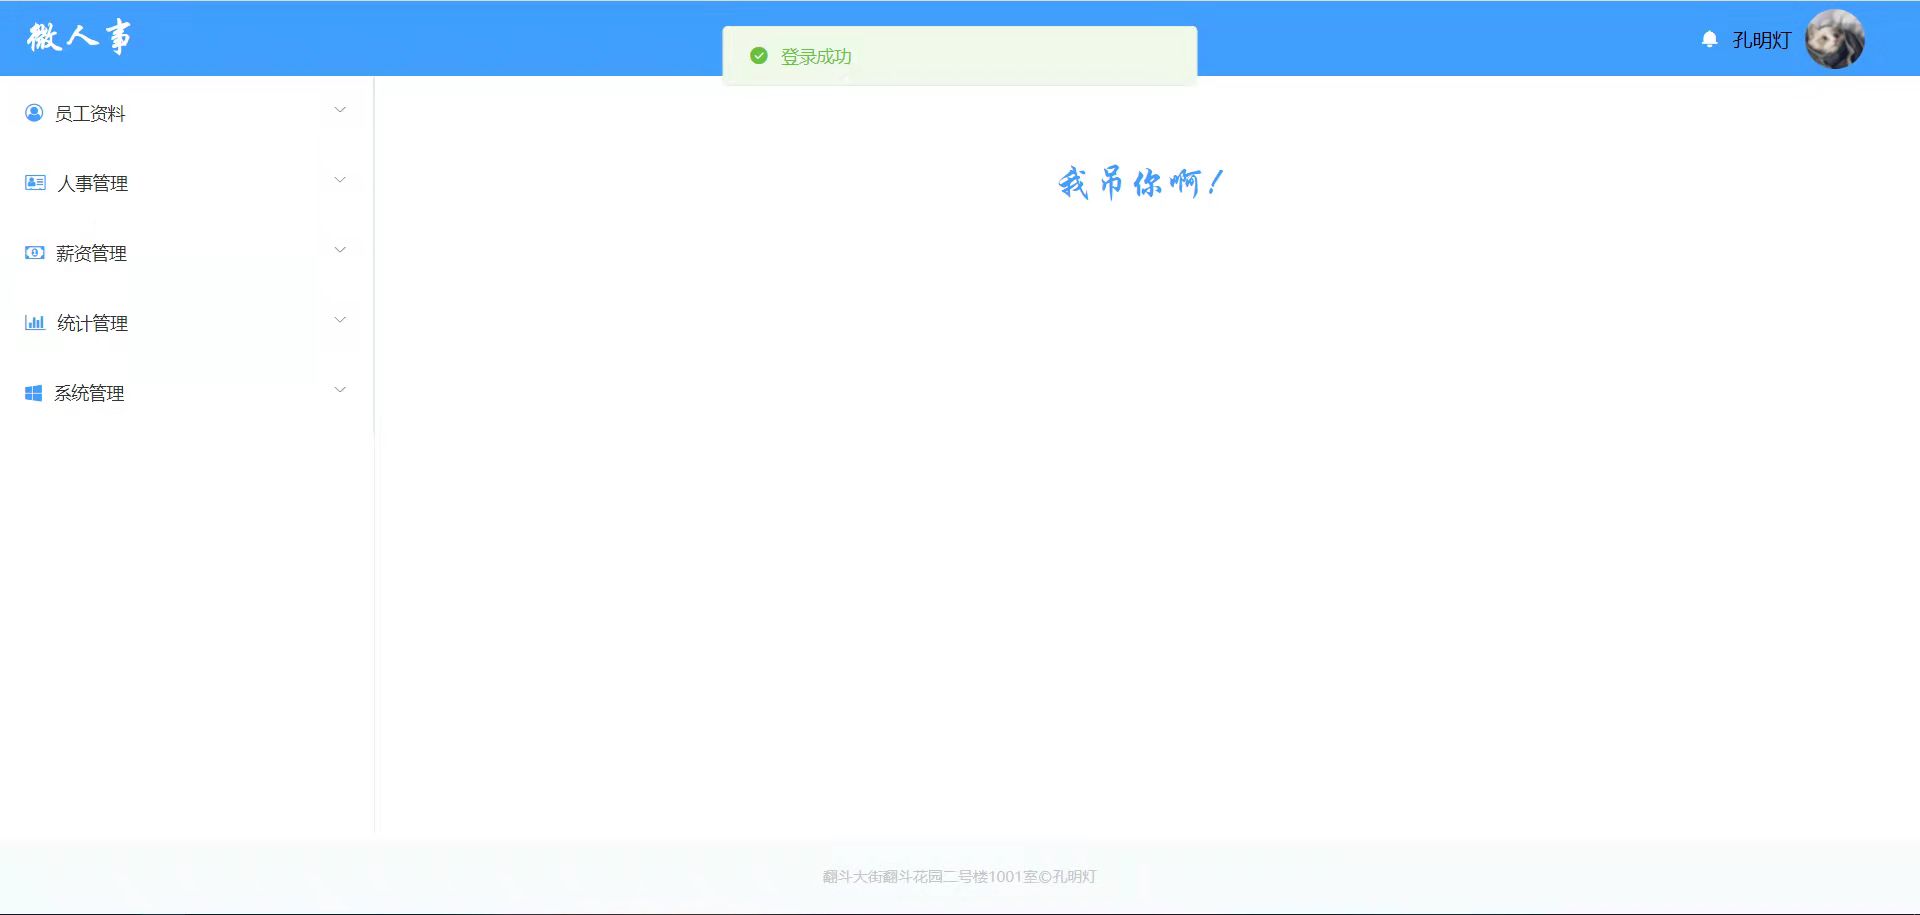 微人事
登录成功
孔明灯
员工资料
人事管理
薪资管理
统计管理
系统管理
我吊你啊!
翻斗大街翻斗花园二号楼1001室©孔明灯